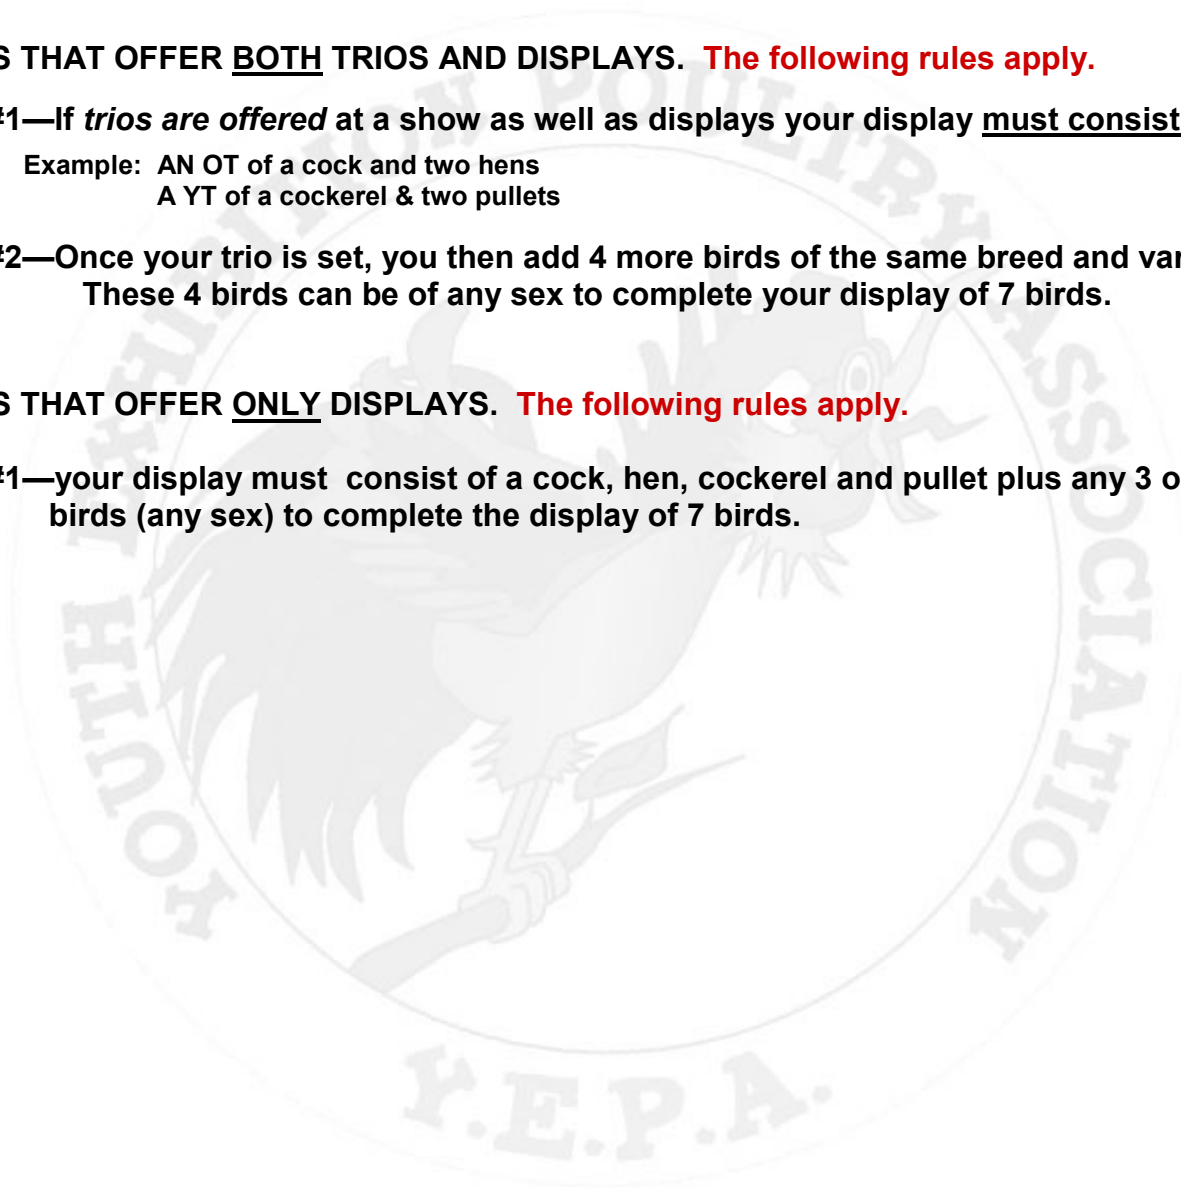 S THAT OFFER BOTH TRIOS AND DISPLAYS. The following rules apply.
#1—If trios are offered at a show as well as displays your display must consist
Example: AN OT of a cock and two hens
A YT of a cockerel & two pullets
#2—Once your trio is set, you then add 4 more birds of the same breed and var
These 4 birds can be of any sex to complete your display of 7 birds.
S THAT OFFER ONLY DISPLAYS. The following rules apply.
#1—your display must consist of a cock, hen, cockerel and pullet plus any 3 o
birds (any sex) to complete the display of 7 birds.
YOUTH EXHIBITION POULTRY ASSOCIATION
Y.E.P.A.